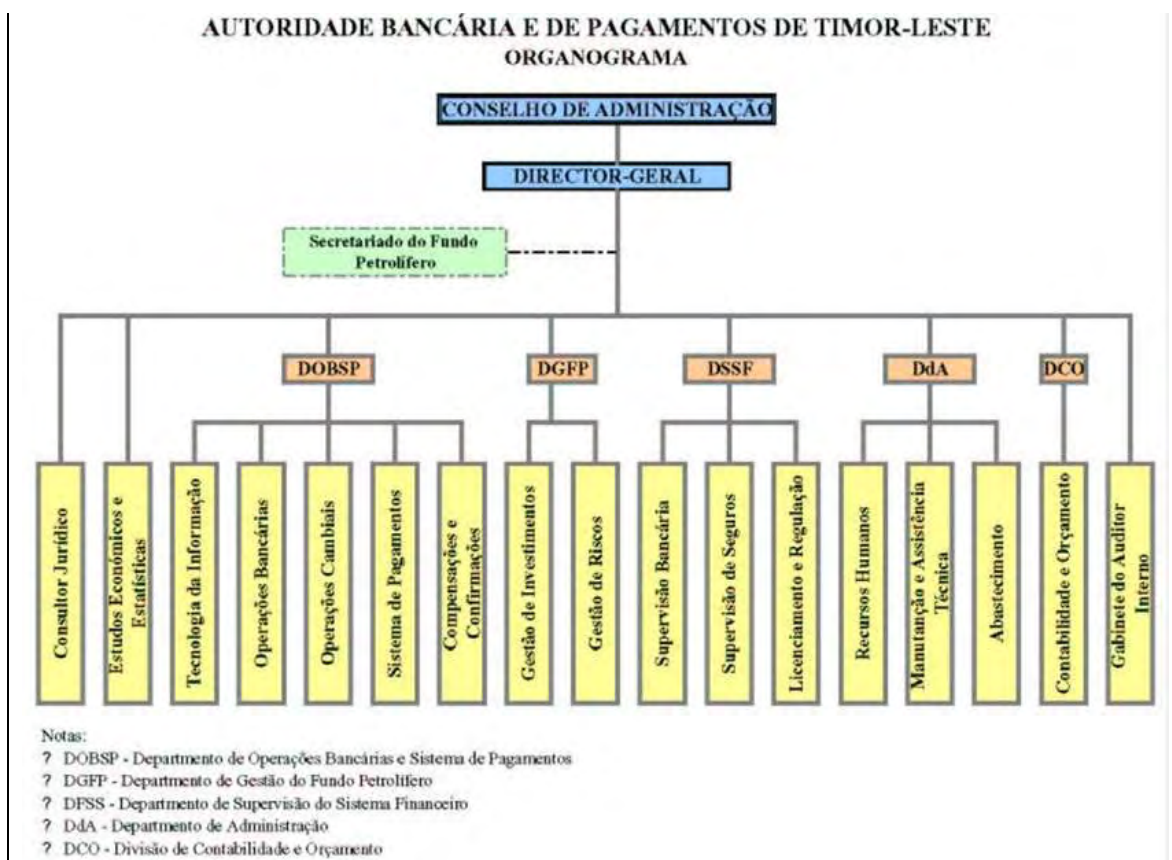 AUTORIDADE BANCÁRIA E DE PAGAMENTOS DE TIMOR-LESTE
ORGANOGRAMA
CONSELHO DE ADMINISTRAÇÃO
DIRECTOR-GERAL
Secretariado do Fundo
Petrolífero
DOBSP
DGFP
DSSF
DdA
DCO
Consultor Jurídico
Estudos Económicos e
Estatísticas
Tecnologia da Informação
Operações Bancárias
Operações Cambiais
Sistema de Pagamentos
Compensações e
Confirmações
Gestão de Investimentos
Gestão de Riscos
Supervisão Bancária
Supervisão de Seguros
Licenciamento e Regulação
Recursos Humanos
Manutanção e Assistência
Técnica
Abastecimento
Contabilidade e Orçamento
Gabinete do Auditor
Interno
Notas:
? DOBSP - Departmento de Operações Bancárias e Sistema de Pagamentos
? DGFP - Departmento de Gestão do Fundo Petrolífero
? DFSS - Departmento de Supervisão do Sistema Financeiro
? DdA - Departmento de Administração
? DCO - Divisão de Contabilidade e Orçamento